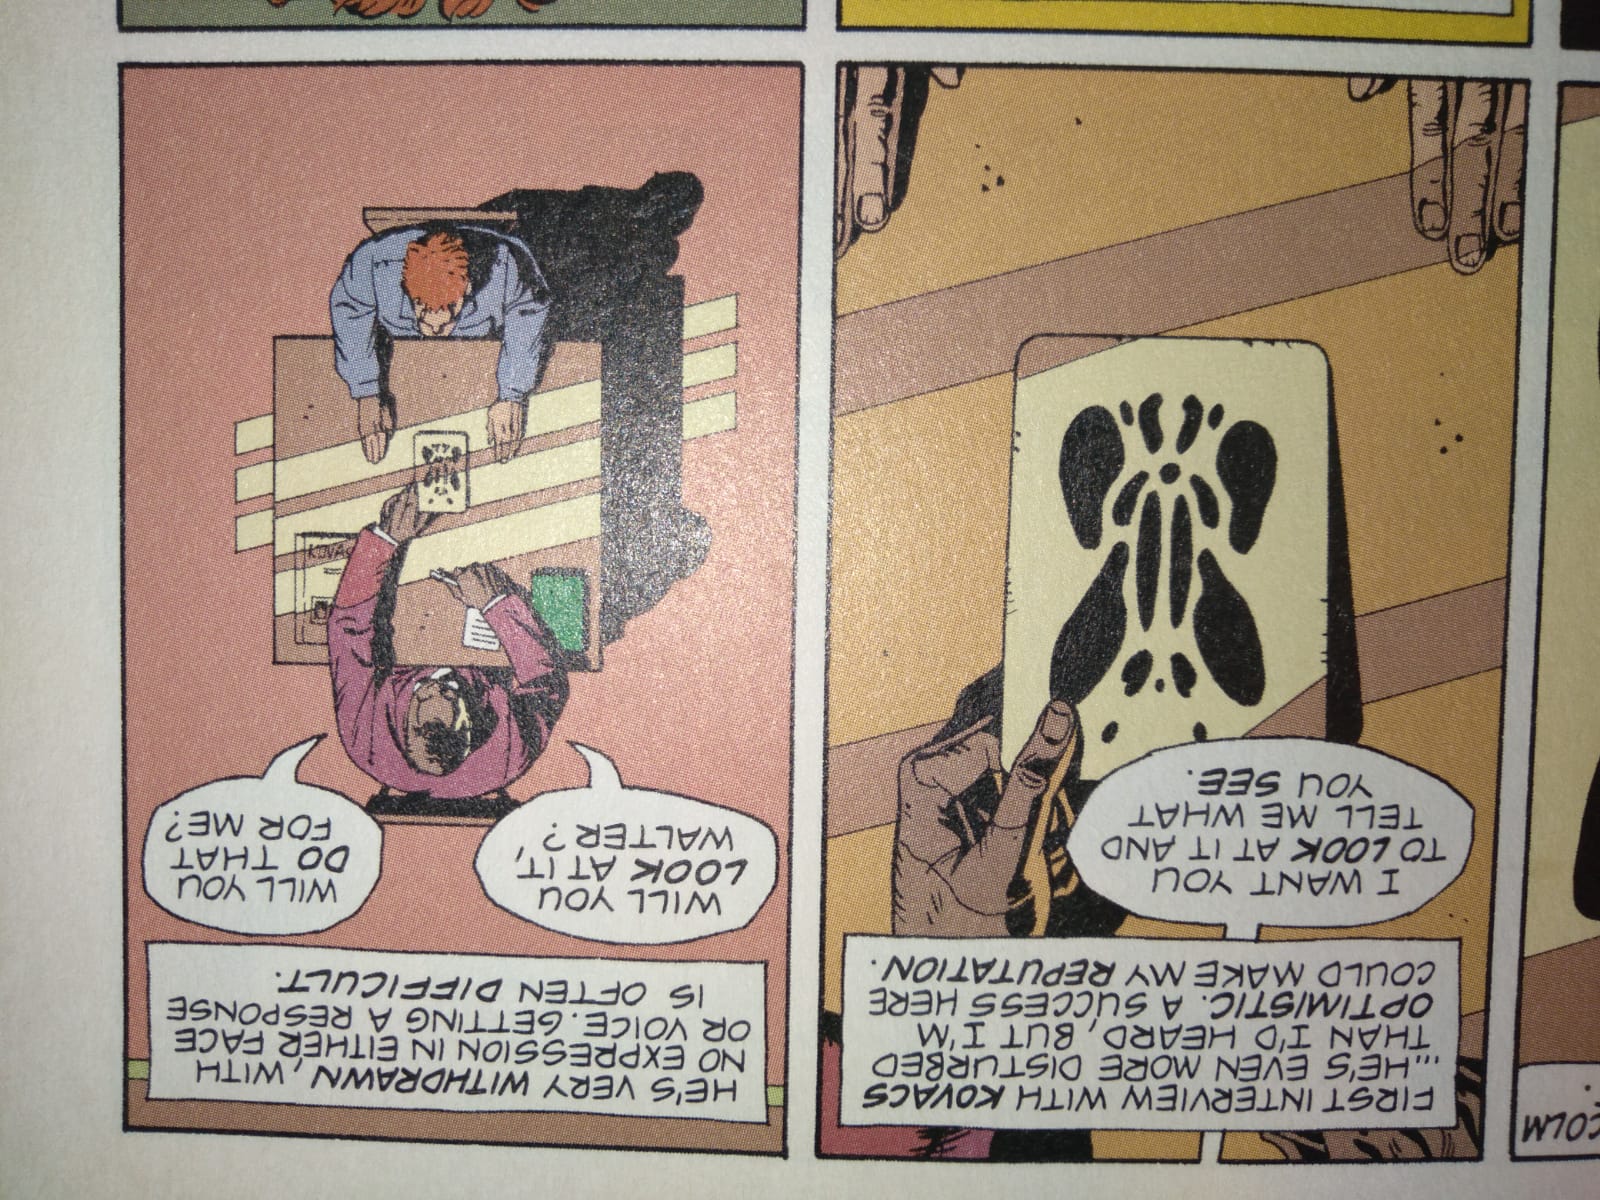 COLM
FIRST INTERVIEW WITH KOVACS
...HE'S EVEN MORE DISTURBED
THAN I'D HEARD, BUT I'M
OPTIMISTIC. A SUCCESS HERE
COULD MAKE MY REPUTATION.
I WANT YOU
TO LOOK AT IT AND
TELL ME WHAT
YOU SEE.
HE'S VERY WITHDRAWN, WITH
NO EXPRESSION IN EITHER FACE
OR VOICE. GETTING A RESPONSE
IS OFTEN DIFFICULT.
WILL YOU
LOOK AT IT,
WALTER?
WILL YOU
DO THAT
FOR ME?
KOVAC